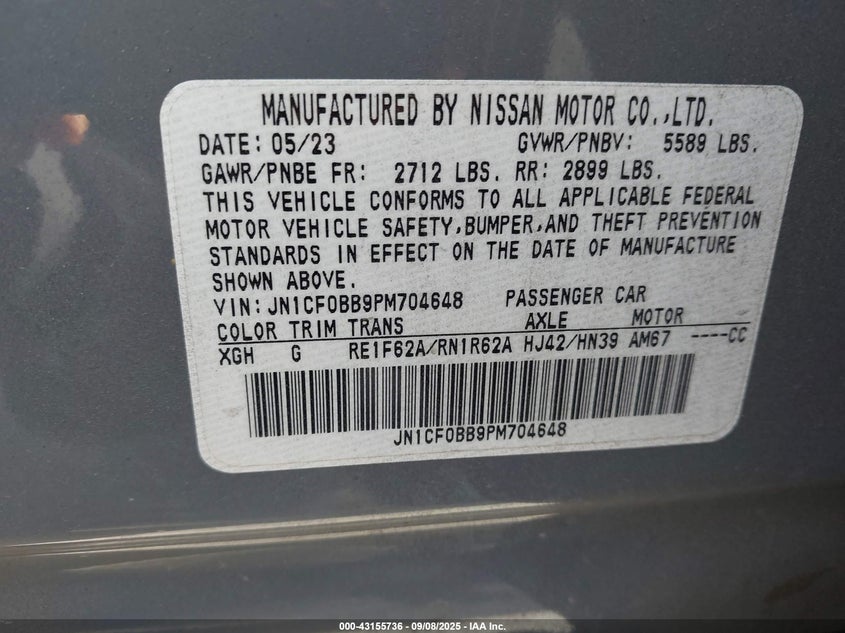 MANUFACTURED BY NISSAN MOTOR CO.,LTD.
DATE: 05/23 GVWR/PNBV: 5589 LBS.
GAWR/PNBE FR: 2712 LBS. RR: 2899 LBS.
THIS VEHICLE CONFORMS TO ALL APPLICABLE FEDERAL
MOTOR VEHICLE SAFETY,BUMPER,AND THEFT PREVENTION
STANDARDS IN EFFECT ON THE DATE OF MANUFACTURE
SHOWN ABOVE.
VIN: JN1CF0BB9PM704648 PASSENGER CAR
COLOR TRIM TRANS AXLE MOTOR
XGH G RE1F62A/RN1R62A HJ42/HN39 AM67 ----CC
JN1CF0BB9PM704648
000-43155736 - 09/08/2025 - IAA Inc.